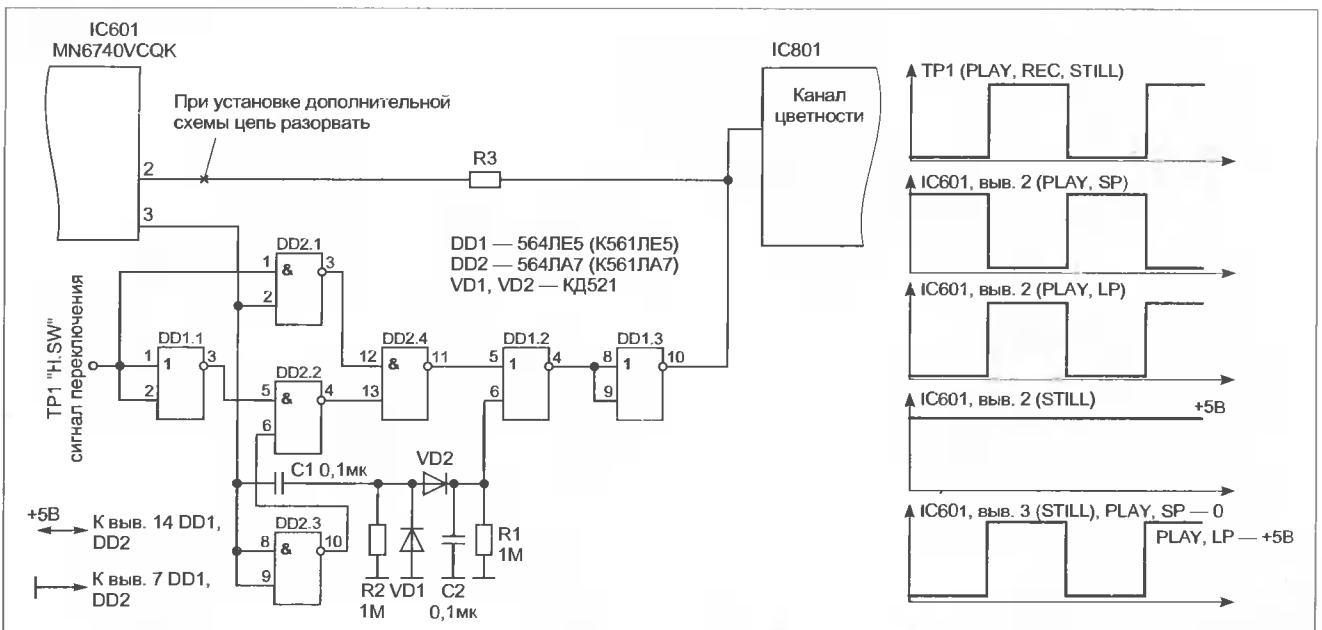 IC601
MN6740VCQK
При установке дополнительной
схемы цепь разорвать
R3
IC801
Канал
цветности
2
3
DD1 — 564ЛЕ5 (К561ЛЕ5)
DD2 — 564ЛА7 (К561ЛА7)
VD1, VD2 — КД521
TP1 "H.SW"
сигнал переключения
DD2.1
1
&
3
2
DD1.1
1
1
3
2
DD2.2
5
&
4
6
DD2.4
12
&
11
13
DD1.2
5
1
4
6
DD1.3
8
1
10
9
C1 0,1мк
VD2
DD2.3
8
&
10
9
R2
1М
VD1
C2
0,1мк
R1
1М
+5В
К выв. 14 DD1,
DD2
К выв. 7 DD1,
DD2
TP1 (PLAY, REC, STILL)
IC601, выв. 2 (PLAY, SP)
IC601, выв. 2 (PLAY, LP)
IC601, выв. 2 (STILL)
+5В
IC601, выв. 3 (STILL), PLAY, SP — 0
PLAY, LP — +5В